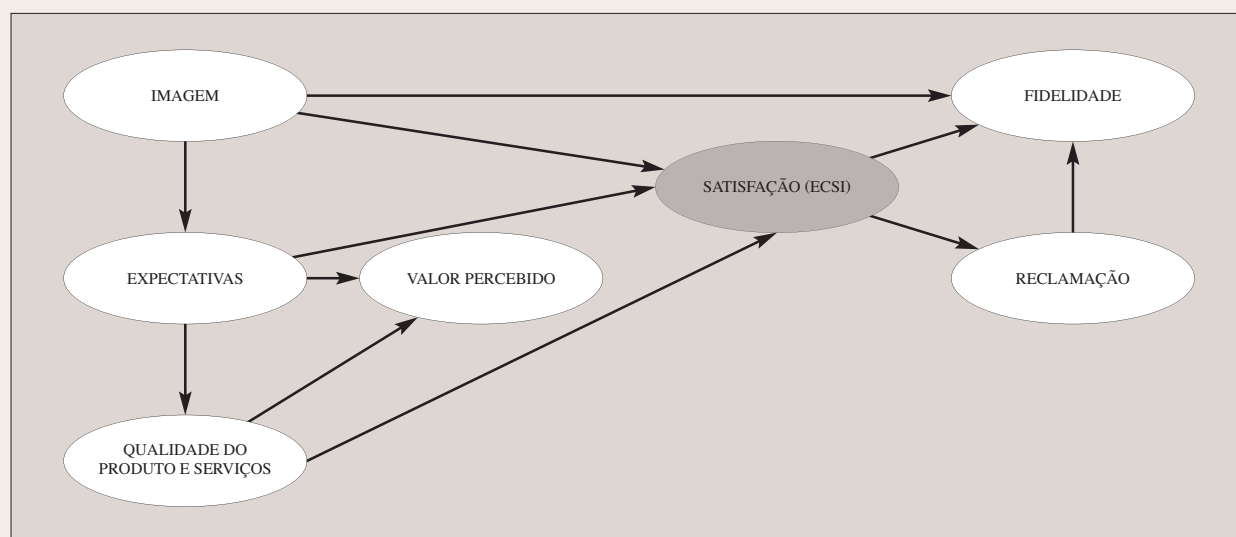 IMAGEM
FIDELIDADE
SATISFAÇÃO (ECSI)
EXPECTATIVAS
VALOR PERCEBIDO
RECLAMAÇÃO
QUALIDADE DO
PRODUTO E SERVIÇOS